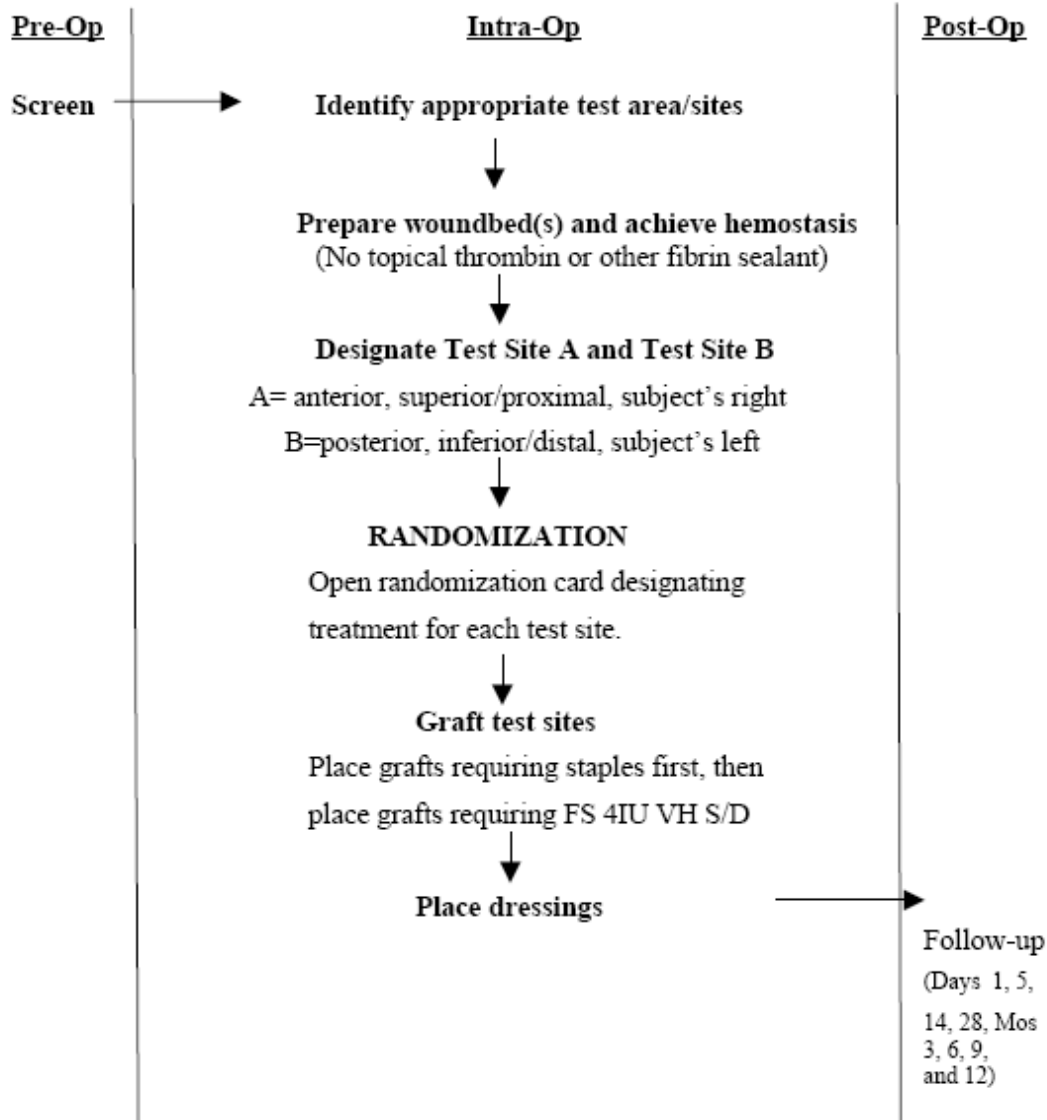 Pre-Op
Intra-Op
Post-Op
Screen
Identify appropriate test area/sites
Prepare woundbed(s) and achieve hemostasis
(No topical thrombin or other fibrin sealant)
Designate Test Site A and Test Site B
A= anterior, superior/proximal, subject’s right
B=posterior, inferior/distal, subject’s left
RANDOMIZATION
Open randomization card designating
treatment for each test site.
Graft test sites
Place grafts requiring staples first, then
place grafts requiring FS 4IU VH S/D
Place dressings
Follow-up
(Days 1, 5,
14, 28, Mos
3, 6, 9,
and 12)